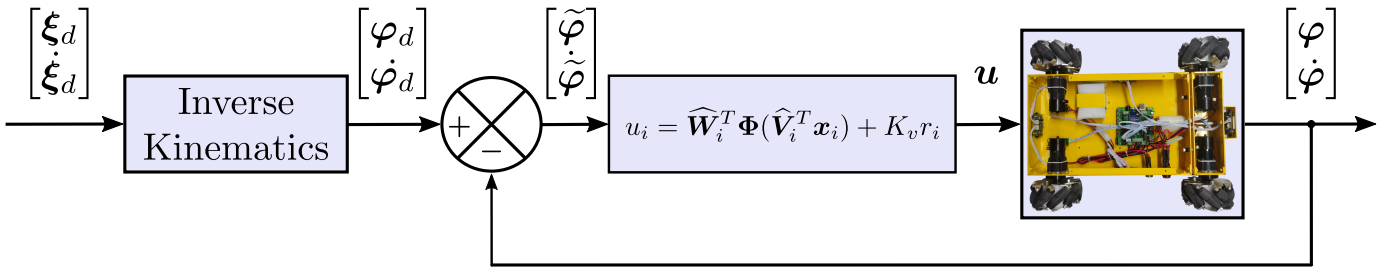 [ξ_d
ξ̇_d]
Inverse
Kinematics
[φ_d
φ̇_d]
+
−
[φ̃
φ̃̇]
u_i = Ŵ_i^T Φ(V̂_i^T x_i) + K_v r_i
u
[φ
φ̇]